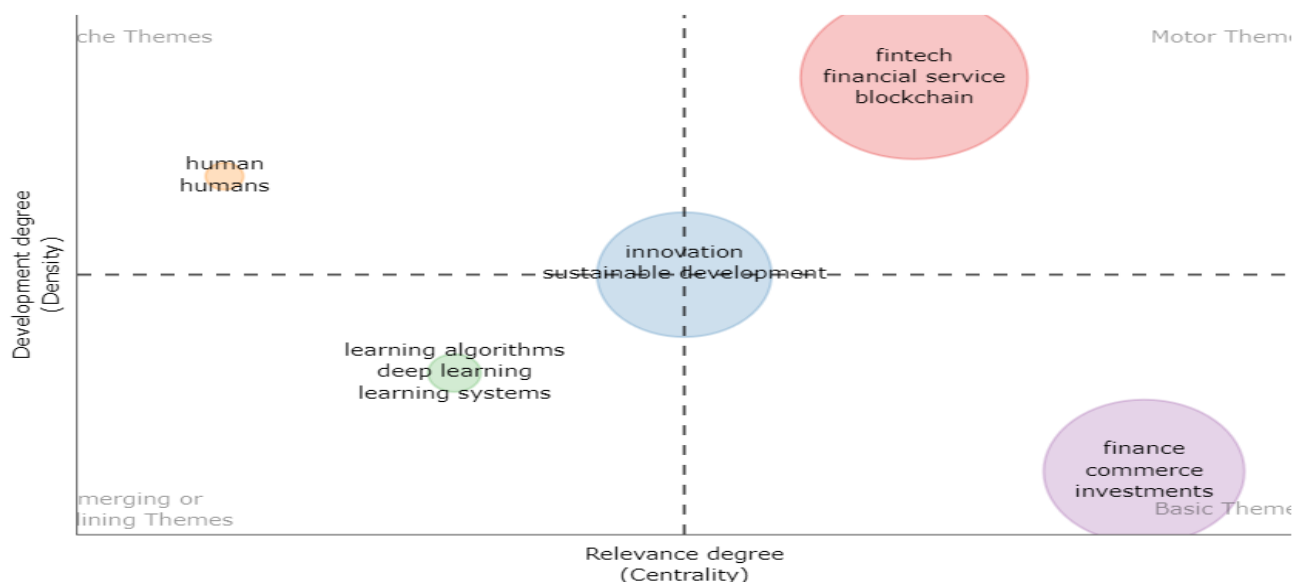 che Themes
Motor Theme
fintech
financial service
blockchain
human
humans
innovation
sustainable development
learning algorithms
deep learning
learning systems
finance
commerce
investments
merging or
lining Themes
Basic Theme
Development degree
(Density)
Relevance degree
(Centrality)